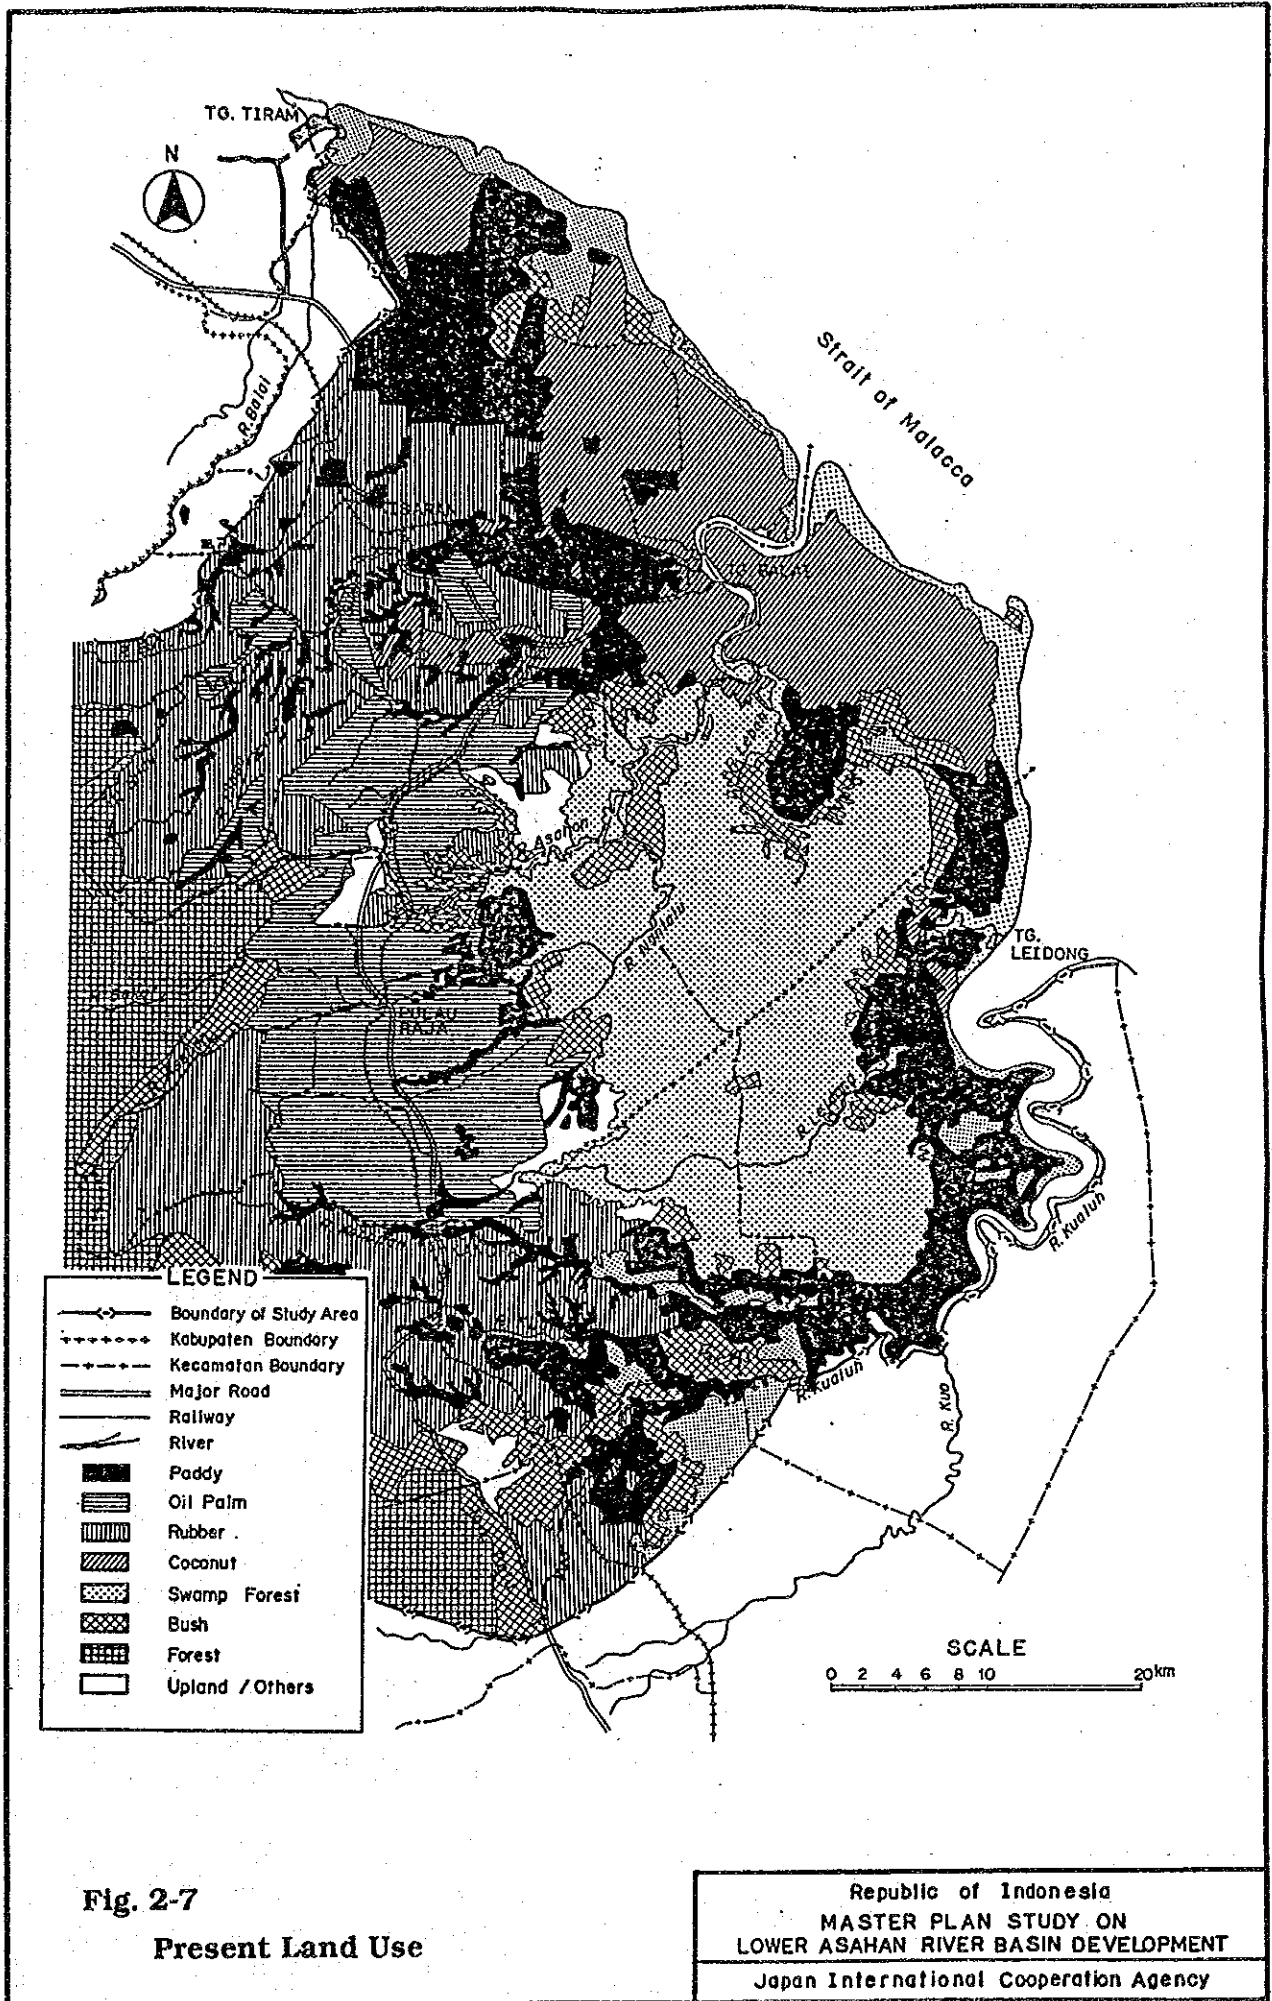 TG. TIRAM
N
R.Balai
Strait of Malacca
TG. BALAI
R. Asahan
R. Nantalu
TG.
LEIDONG
PULAU
RAJA
R. Kualuh
R. Kualuh
R. Kuo
LEGEND
Boundary of Study Area
Kabupaten Boundary
Kecamatan Boundary
Major Road
Railway
River
Paddy
Oil Palm
Rubber .
Coconut
Swamp Forest
Bush
Forest
Upland / Others
SCALE
0 2 4 6 8 10 20km
Fig. 2-7
Present Land Use
Republic of Indonesia
MASTER PLAN STUDY ON
LOWER ASAHAN RIVER BASIN DEVELOPMENT
Japan International Cooperation Agency